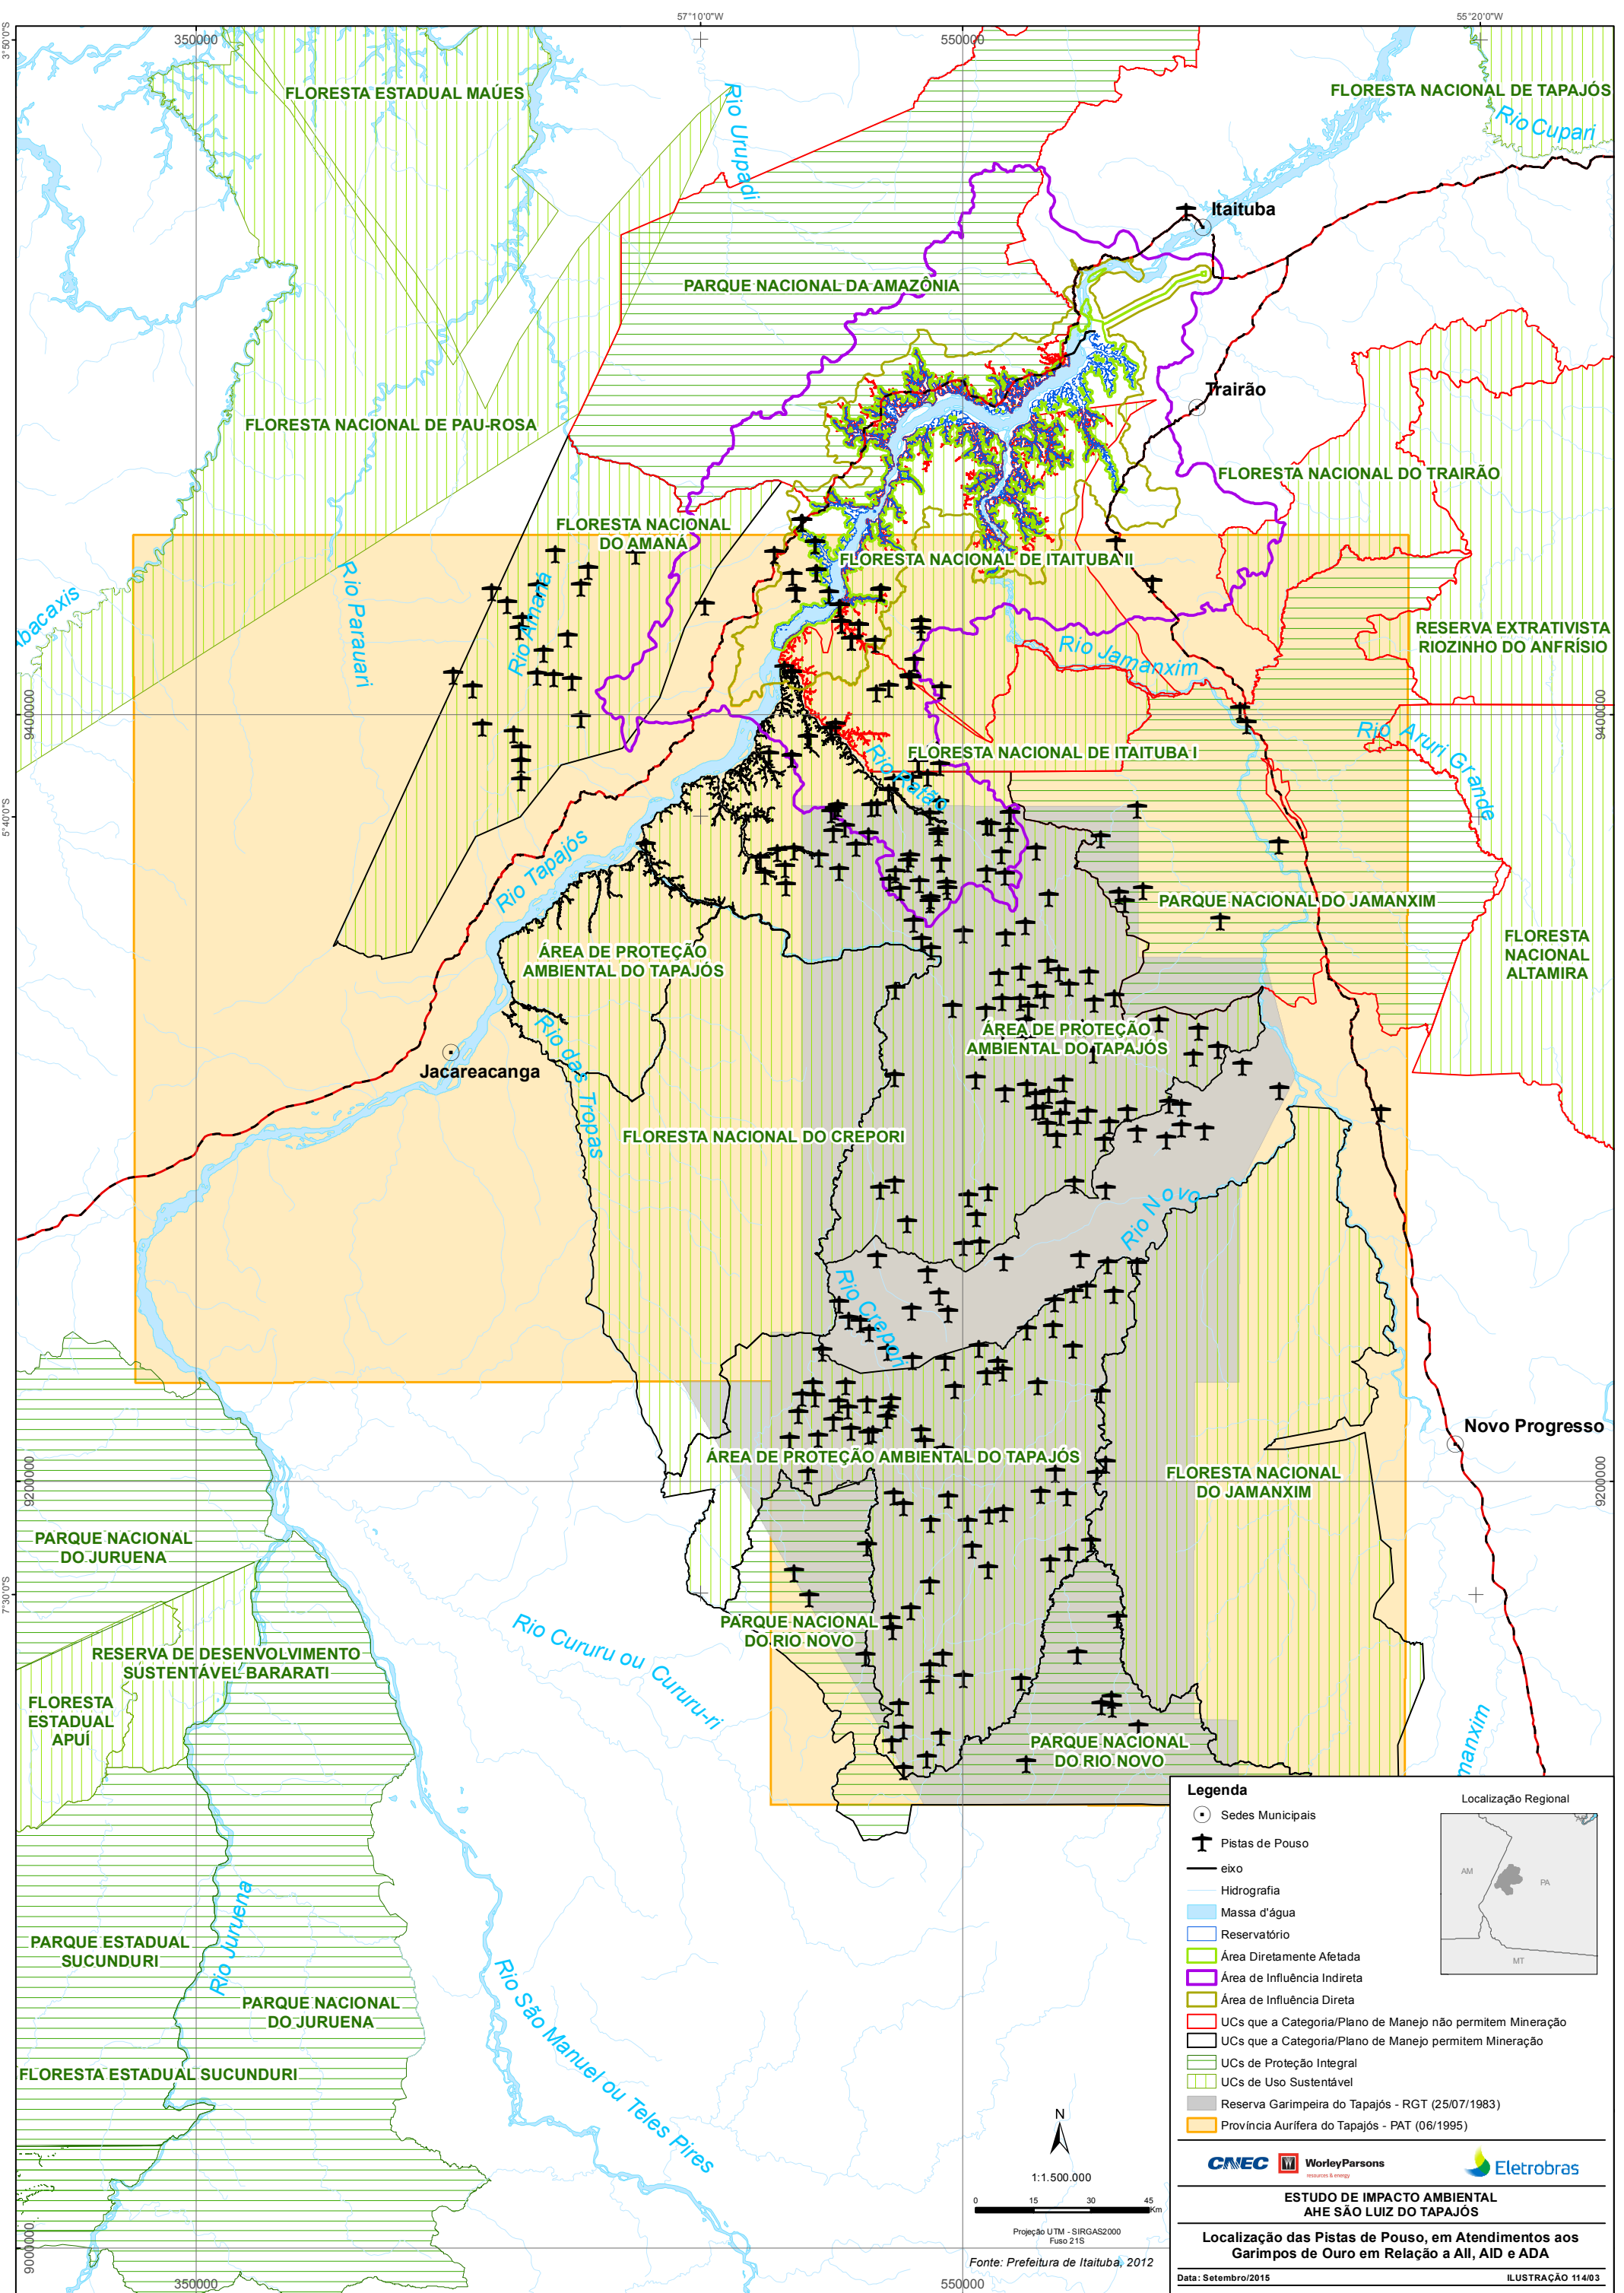 57°10'0"W
55°20'0"W
3°50'0"S
350000
550000
FLORESTA ESTADUAL MAÚES
FLORESTA NACIONAL DE TAPAJÓS
Rio Cupari
Rio Urupadi
Itaituba
PARQUE NACIONAL DA AMAZÔNIA
Trairão
FLORESTA NACIONAL DE PAU-ROSA
FLORESTA NACIONAL DO TRAIRÃO
FLORESTA NACIONAL
DO AMANÁ
FLORESTA NACIONAL DE ITAITUBA II
Rio Parauari
Rio Amaná
bacaxis
RESERVA EXTRATIVISTA
RIOZINHO DO ANFRÍSIO
Rio Jamanxim
9400000
9400000
FLORESTA NACIONAL DE ITAITUBA I
Rio Aruri Grande
Rio Ratão
5°40'0"S
Rio Tapajós
PARQUE NACIONAL DO JAMANXIM
FLORESTA
NACIONAL
ALTAMIRA
ÁREA DE PROTEÇÃO
AMBIENTAL DO TAPAJÓS
ÁREA DE PROTEÇÃO
AMBIENTAL DO TAPAJÓS
Jacareacanga
Rio das Tropas
FLORESTA NACIONAL DO CREPORI
Rio Novo
Rio Crepori
Novo Progresso
ÁREA DE PROTEÇÃO AMBIENTAL DO TAPAJÓS
FLORESTA NACIONAL
DO JAMANXIM
9200000
9200000
PARQUE NACIONAL
DO JURUENA
7°30'0"S
PARQUE NACIONAL
DO RIO NOVO
Rio Cururu ou Cururu-ri
RESERVA DE DESENVOLVIMENTO
SUSTENTÁVEL BARARATI
FLORESTA
ESTADUAL
APUÍ
PARQUE NACIONAL
DO RIO NOVO
manxim
Rio Juruena
PARQUE ESTADUAL
SUCUNDURI
PARQUE NACIONAL
DO JURUENA
Rio São Manuel ou Teles Pires
FLORESTA ESTADUAL SUCUNDURI
9000000
350000
550000
N
1:1.500.000
0 15 30 45
Km
Projeção UTM - SIRGAS2000
Fuso 21S
Fonte: Prefeitura de Itaituba, 2012
Legenda
Sedes Municipais
Pistas de Pouso
eixo
Hidrografia
Massa d'água
Reservatório
Área Diretamente Afetada
Área de Influência Indireta
Área de Influência Direta
UCs que a Categoria/Plano de Manejo não permitem Mineração
UCs que a Categoria/Plano de Manejo permitem Mineração
UCs de Proteção Integral
UCs de Uso Sustentável
Reserva Garimpeira do Tapajós - RGT (25/07/1983)
Província Aurífera do Tapajós - PAT (06/1995)
Localização Regional
AM
PA
MT
CNEC
WorleyParsons
resources & energy
Eletrobras
ESTUDO DE IMPACTO AMBIENTAL
AHE SÃO LUIZ DO TAPAJÓS
Localização das Pistas de Pouso, em Atendimentos aos
Garimpos de Ouro em Relação a AII, AID e ADA
Data: Setembro/2015
ILUSTRAÇÃO 114/03